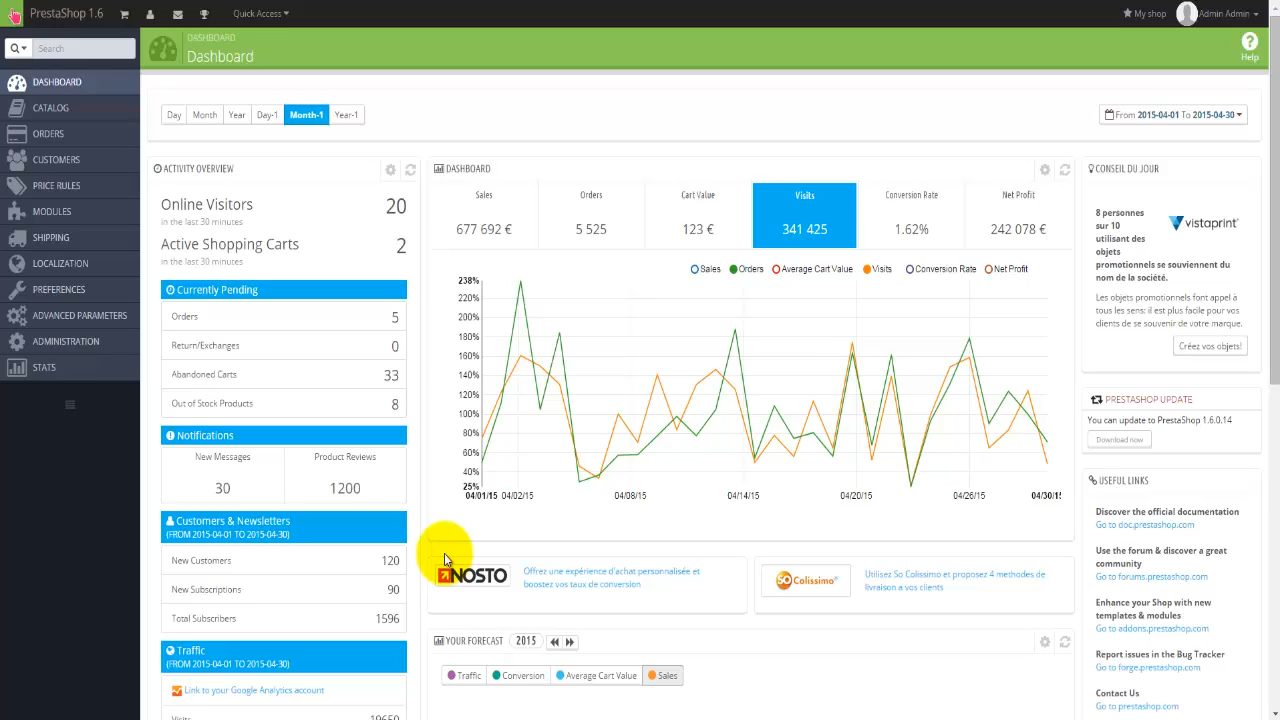 PrestaShop 1.6
Quick Access
My shop
Admin Admin
Search
DASHBOARD
Dashboard
Help
DASHBOARD
CATALOG
ORDERS
CUSTOMERS
PRICE RULES
MODULES
SHIPPING
LOCALIZATION
PREFERENCES
ADVANCED PARAMETERS
ADMINISTRATION
STATS
Day Month Year Day-1 Month-1 Year-1
From 2015-04-01 To 2015-04-30
ACTIVITY OVERVIEW
Online Visitors 20
in the last 30 minutes
Active Shopping Carts 2
in the last 30 minutes
Currently Pending
Orders 5
Return/Exchanges 0
Abandoned Carts 33
Out of Stock Products 8
Notifications
New Messages Product Reviews
30 1200
Customers & Newsletters
(FROM 2015-04-01 TO 2015-04-30)
New Customers 120
New Subscriptions 90
Total Subscribers 1596
Traffic
(FROM 2015-04-01 TO 2015-04-30)
Link to your Google Analytics account
Visits 19650
DASHBOARD
Sales Orders Cart Value Visits Conversion Rate Net Profit
677 692 € 5 525 123 € 341 425 1.62% 242 078 €
Sales Orders Average Cart Value Visits Conversion Rate Net Profit
238%
220%
200%
180%
160%
140%
120%
100%
80%
60%
40%
25%
04/01/15 04/02/15 04/08/15 04/14/15 04/20/15 04/26/15 04/30/15
NOSTO
Offrez une expérience d'achat personnalisée et
boostez vos taux de conversion
SO Colissimo
Utilisez So Colissimo et proposez 4 methodes de
livraison a vos clients
YOUR FORECAST 2015
Traffic Conversion Average Cart Value Sales
CONSEIL DU JOUR
vistaprint
8 personnes
sur 10
utilisant des
objets
promotionnels se souviennent du
nom de la société.
Les objets promotionnels font appel à
tous les sens: il est plus facile pour vos
clients de se souvenir de votre marque.
Créez vos objets!
PRESTASHOP UPDATE
You can update to PrestaShop 1.6.0.14
Download now
USEFUL LINKS
Discover the official documentation
Go to doc.prestashop.com
Use the forum & discover a great
community
Go to forums.prestashop.com
Enhance your Shop with new
templates & modules
Go to addons.prestashop.com
Report issues in the Bug Tracker
Go to forge.prestashop.com
Contact Us
Go to prestashop.com